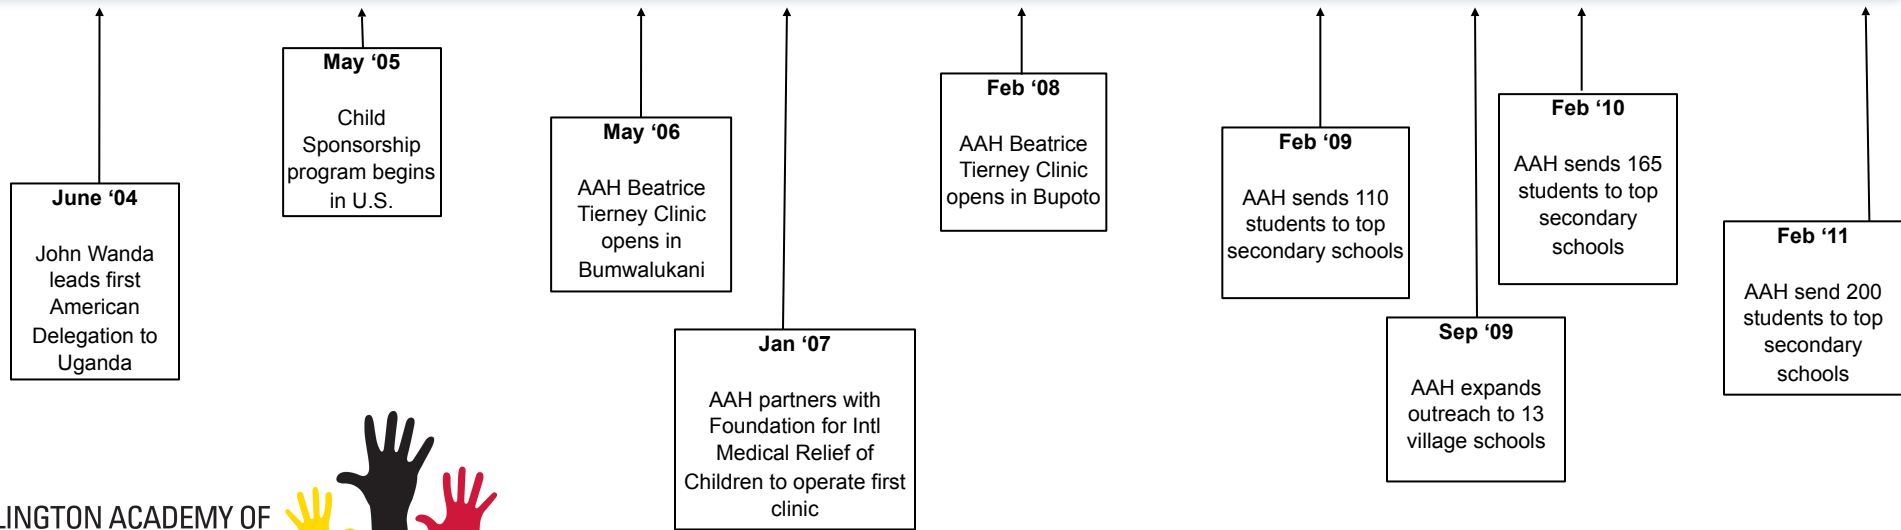 June ‘04
John Wanda
leads first
American
Delegation to
Uganda
May ‘05
Child
Sponsorship
program begins
in U.S.
May ‘06
AAH Beatrice
Tierney Clinic
opens in
Bumwalukani
Jan ‘07
AAH partners with
Foundation for Intl
Medical Relief of
Children to operate first
clinic
Feb ‘08
AAH Beatrice
Tierney Clinic
opens in Bupoto
Feb ‘09
AAH sends 110
students to top
secondary schools
Sep ‘09
AAH expands
outreach to 13
village schools
Feb ‘10
AAH sends 165
students to top
secondary
schools
Feb ‘11
AAH send 200
students to top
secondary
schools
LINGTON ACADEMY OF